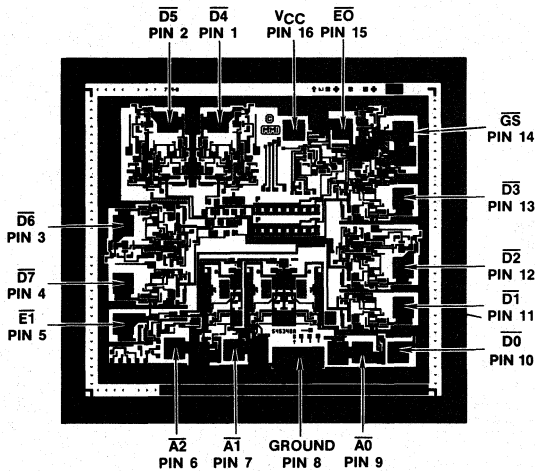 D5
PIN 2
D4
PIN 1
VCC
PIN 16
EO
PIN 15
GS
PIN 14
D3
PIN 13
D2
PIN 12
D1
PIN 11
D0
PIN 10
D6
PIN 3
D7
PIN 4
E1
PIN 5
©
A2
PIN 6
A1
PIN 7
GROUND
PIN 8
A0
PIN 9